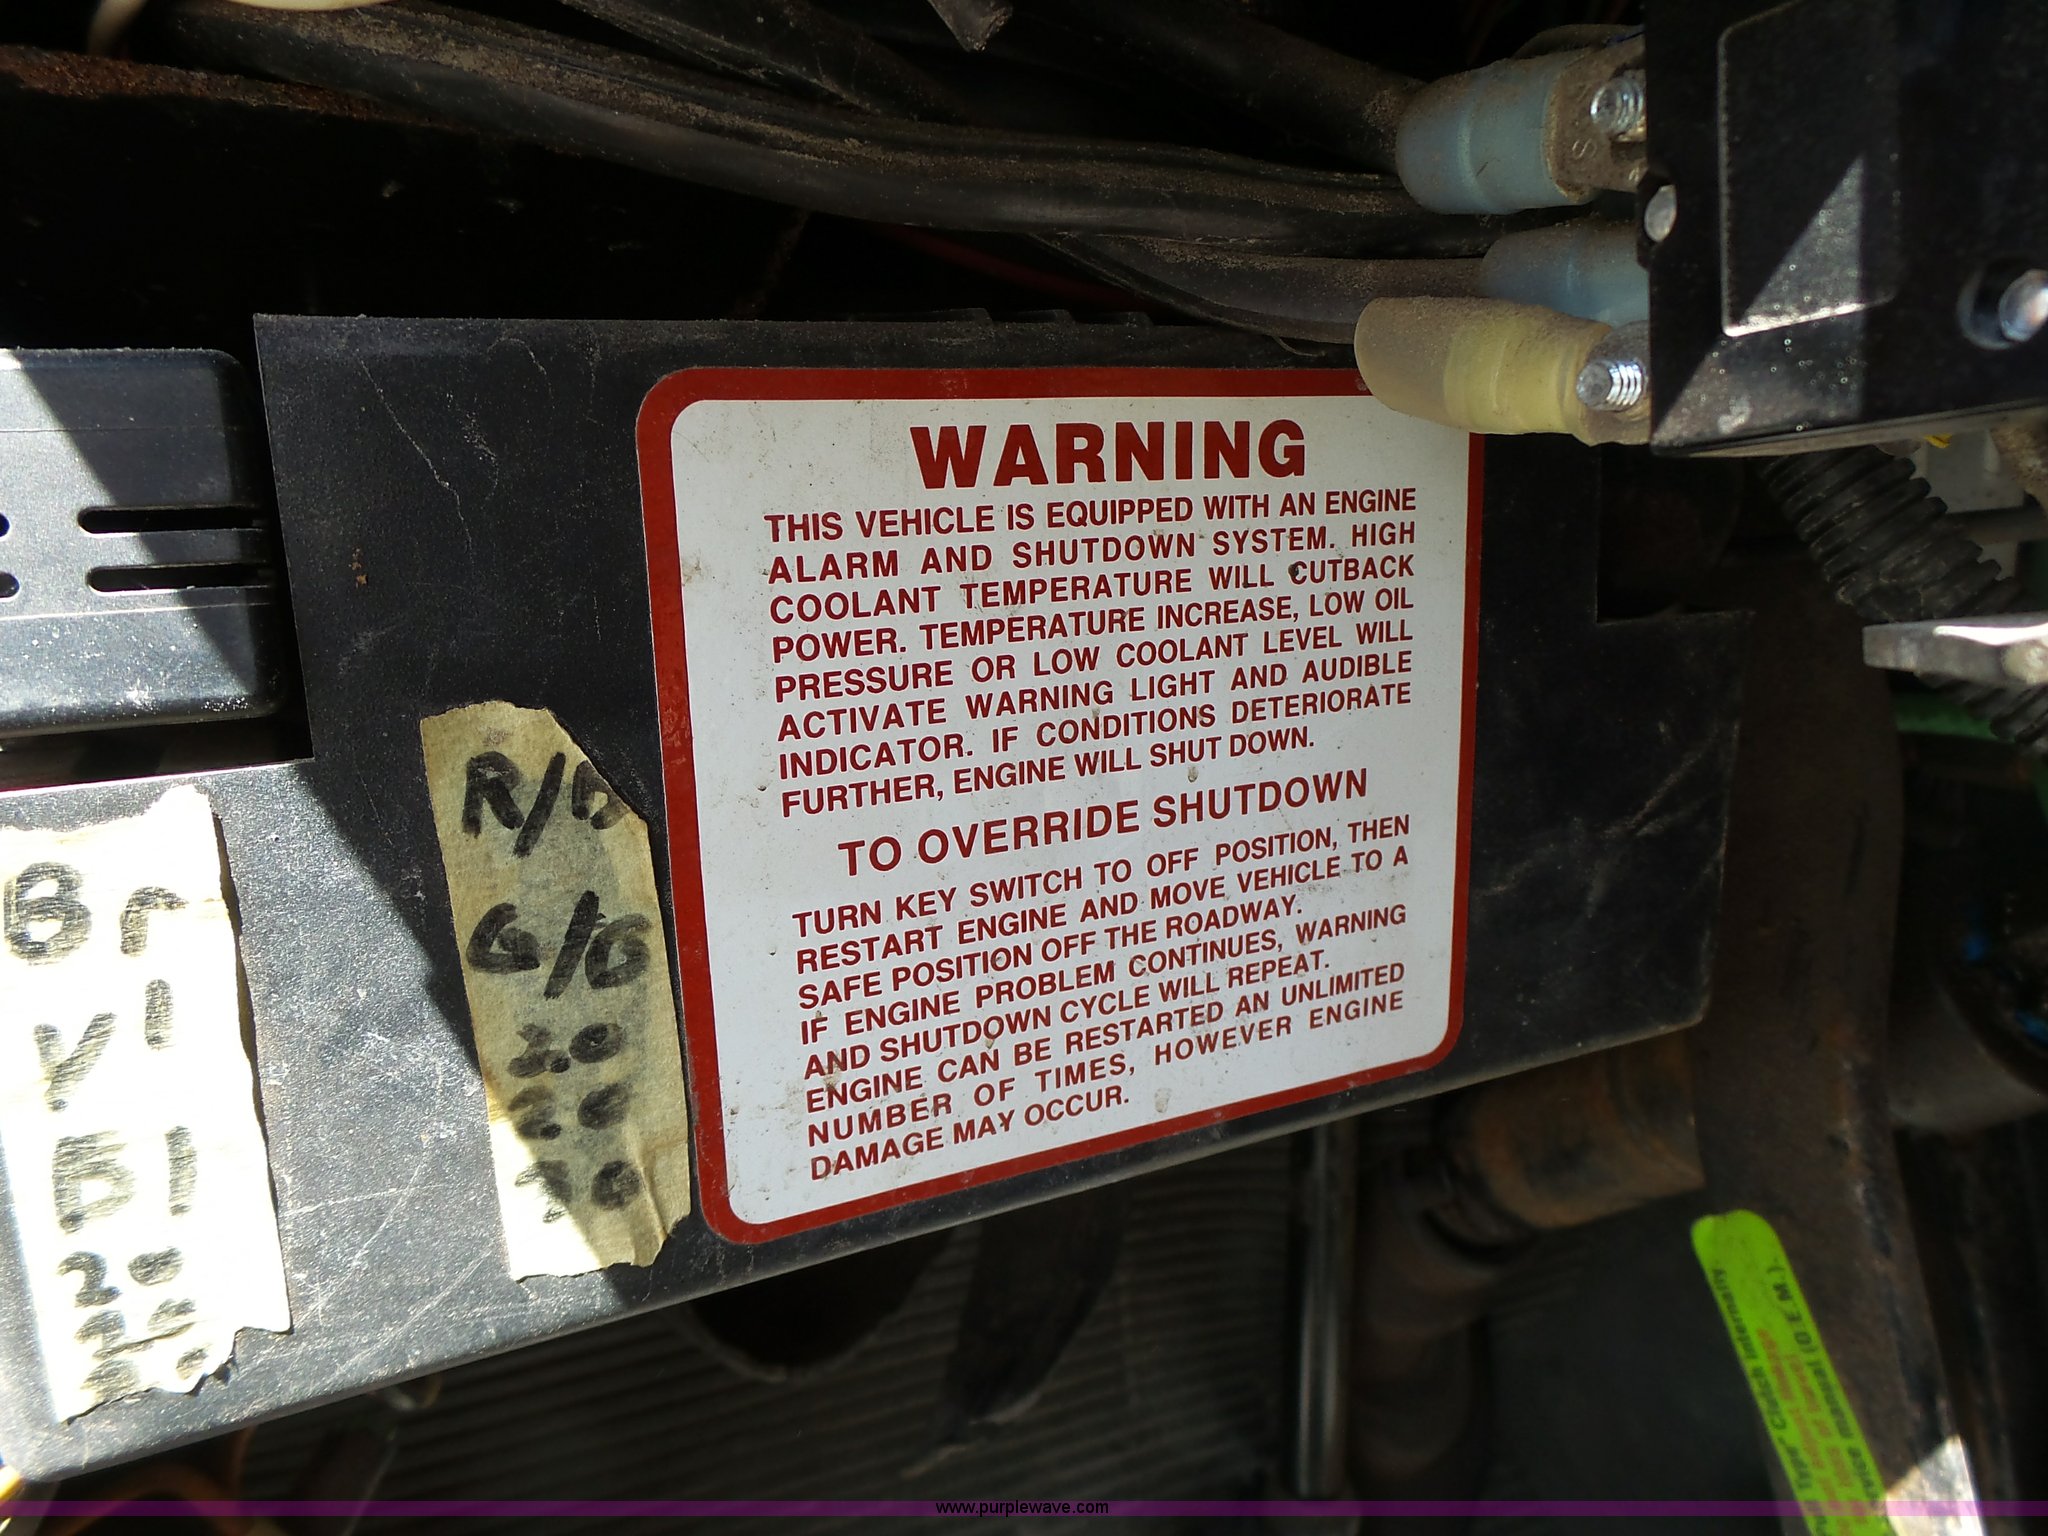 WARNING
THIS VEHICLE IS EQUIPPED WITH AN ENGINE
ALARM AND SHUTDOWN SYSTEM. HIGH
COOLANT TEMPERATURE WILL CUTBACK
POWER. TEMPERATURE INCREASE, LOW OIL
PRESSURE OR LOW COOLANT LEVEL WILL
ACTIVATE WARNING LIGHT AND AUDIBLE
INDICATOR. IF CONDITIONS DETERIORATE
FURTHER, ENGINE WILL SHUT DOWN.
TO OVERRIDE SHUTDOWN
TURN KEY SWITCH TO OFF POSITION, THEN
RESTART ENGINE AND MOVE VEHICLE TO A
SAFE POSITION OFF THE ROADWAY.
IF ENGINE PROBLEM CONTINUES, WARNING
AND SHUTDOWN CYCLE WILL REPEAT.
ENGINE CAN BE RESTARTED AN UNLIMITED
NUMBER OF TIMES, HOWEVER ENGINE
DAMAGE MAY OCCUR.
G/G
Br
Type" Clutch internally
manual (O.E.M.).
www.purplewave.com